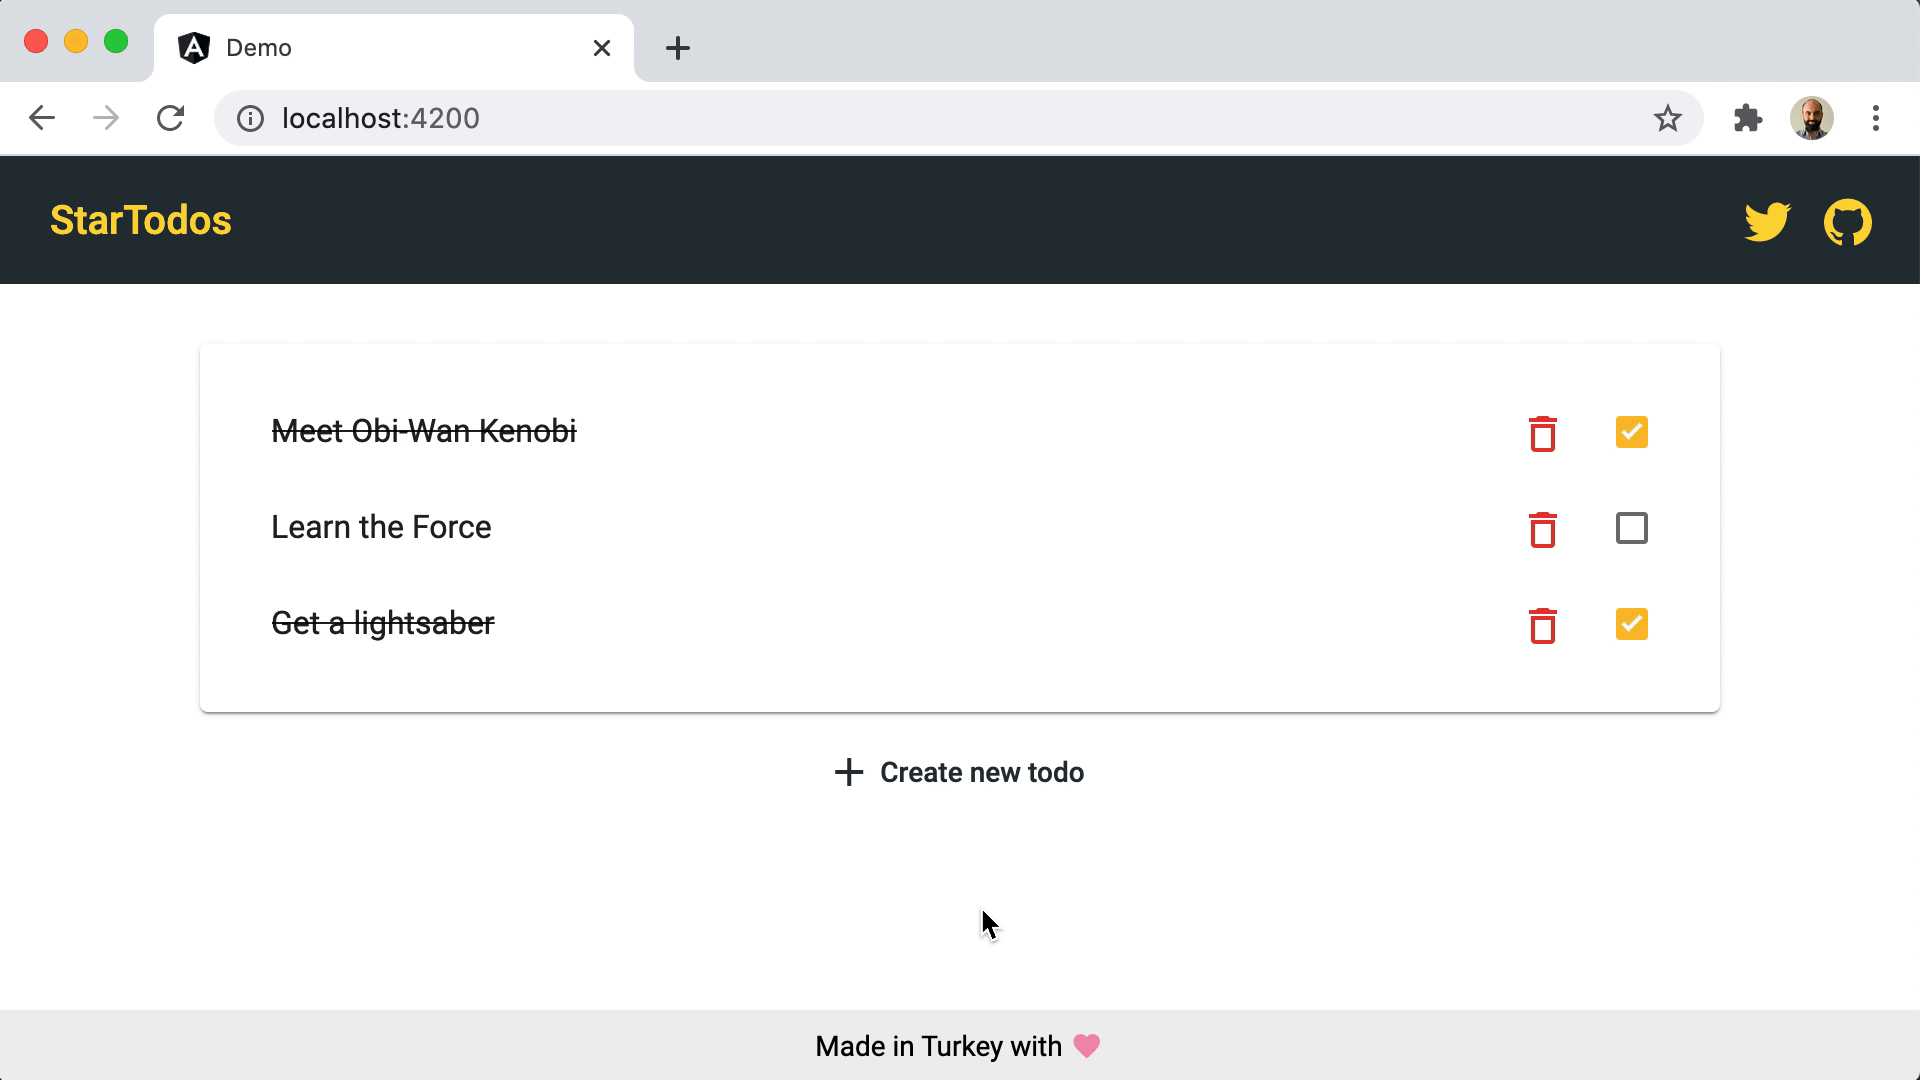 Demo
localhost:4200
StarTodos
Meet Obi-Wan Kenobi
Learn the Force
Get a lightsaber
Create new todo
Made in Turkey with